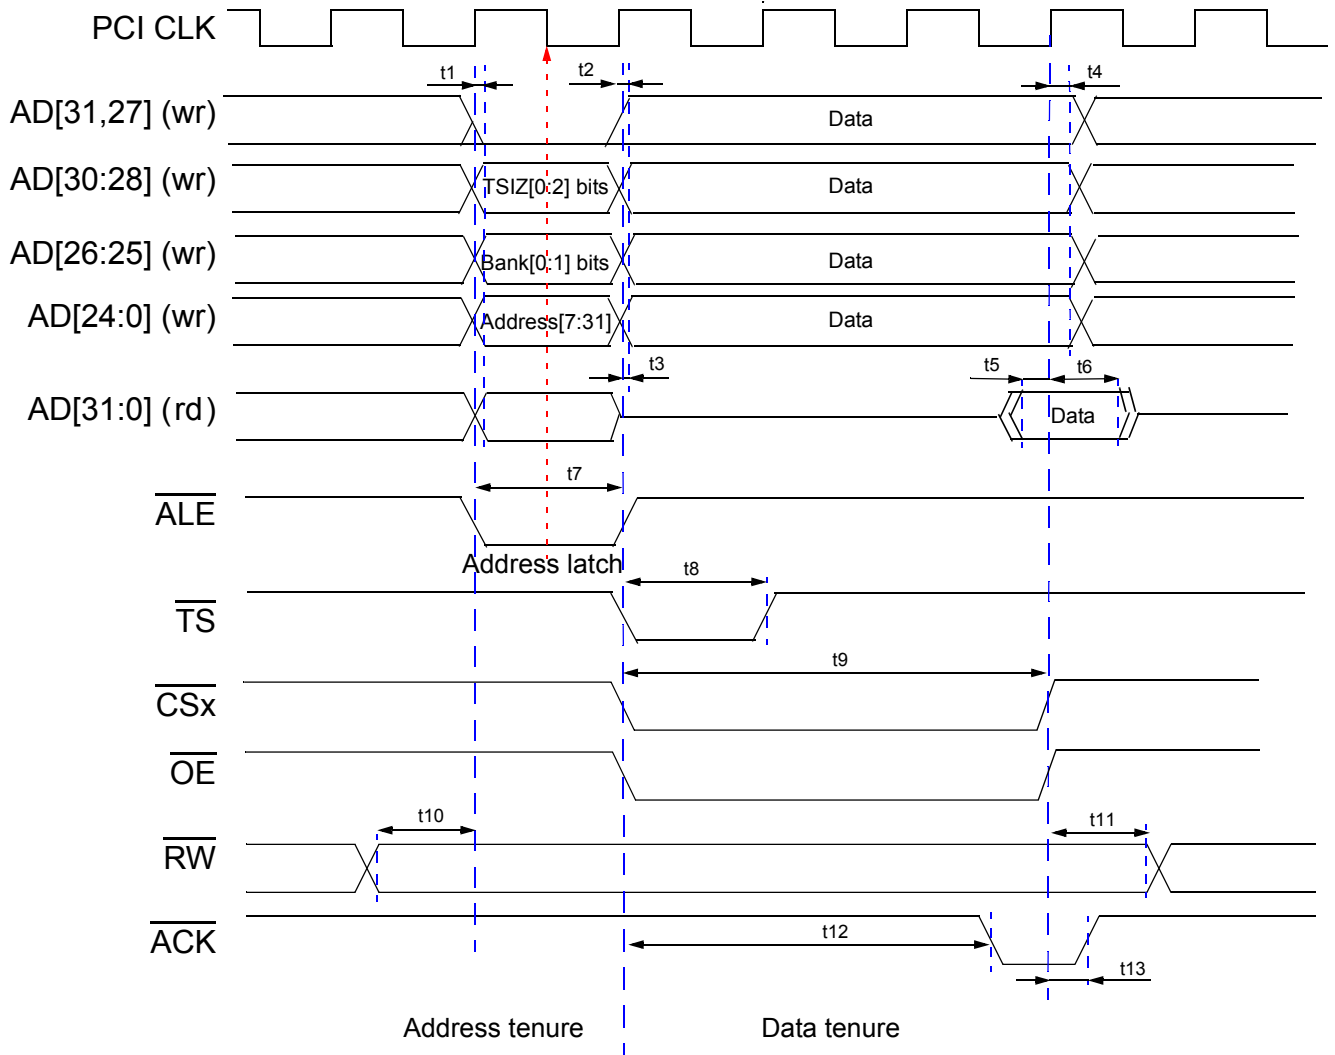 PCI CLK
t1
t2
t4
AD[31,27] (wr)
Data
AD[30:28] (wr)
TSIZ[0:2] bits
Data
AD[26:25] (wr)
Bank[0:1] bits
Data
AD[24:0] (wr)
Address[7:31]
Data
t3
t5
t6
AD[31:0] (rd)
Data
t7
ALE
Address latch
t8
TS
t9
CSx
OE
t10
t11
RW
ACK
t12
t13
Address tenure
Data tenure